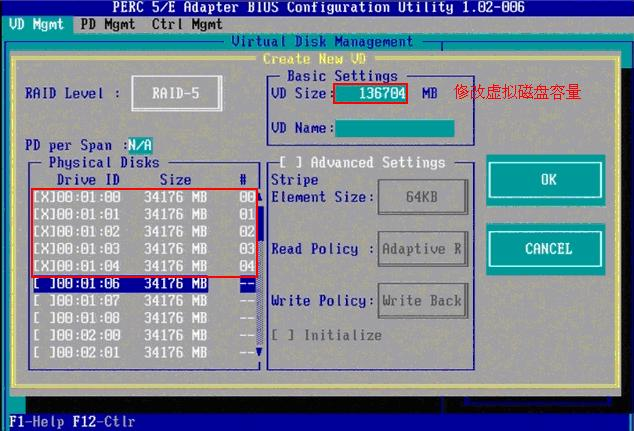 PERC 5/E Adapter BIOS Configuration Utility 1.02-006
VD Mgmt PD Mgmt Ctrl Mgmt
Virtual Disk Management
Create New VD
RAID Level : RAID-5
Basic Settings
VD Size: 136704 MB 修改虚拟磁盘容量
VD Name:
PD per Span :N/A
Physical Disks
Drive ID Size #
[X]00:01:00 34176 MB 00
[X]00:01:01 34176 MB 01
[X]00:01:02 34176 MB 02
[X]00:01:03 34176 MB 03
[X]00:01:04 34176 MB 04
[ ]00:01:06 34176 MB --
[ ]00:01:07 34176 MB --
[ ]00:01:08 34176 MB --
[ ]00:02:00 34176 MB --
[ ]00:02:01 34176 MB --
[ ] Advanced Settings
Stripe
Element Size: 64KB
Read Policy : Adaptive R
Write Policy: Write Back
[ ] Initialize
OK
CANCEL
F1-Help F12-Ctlr